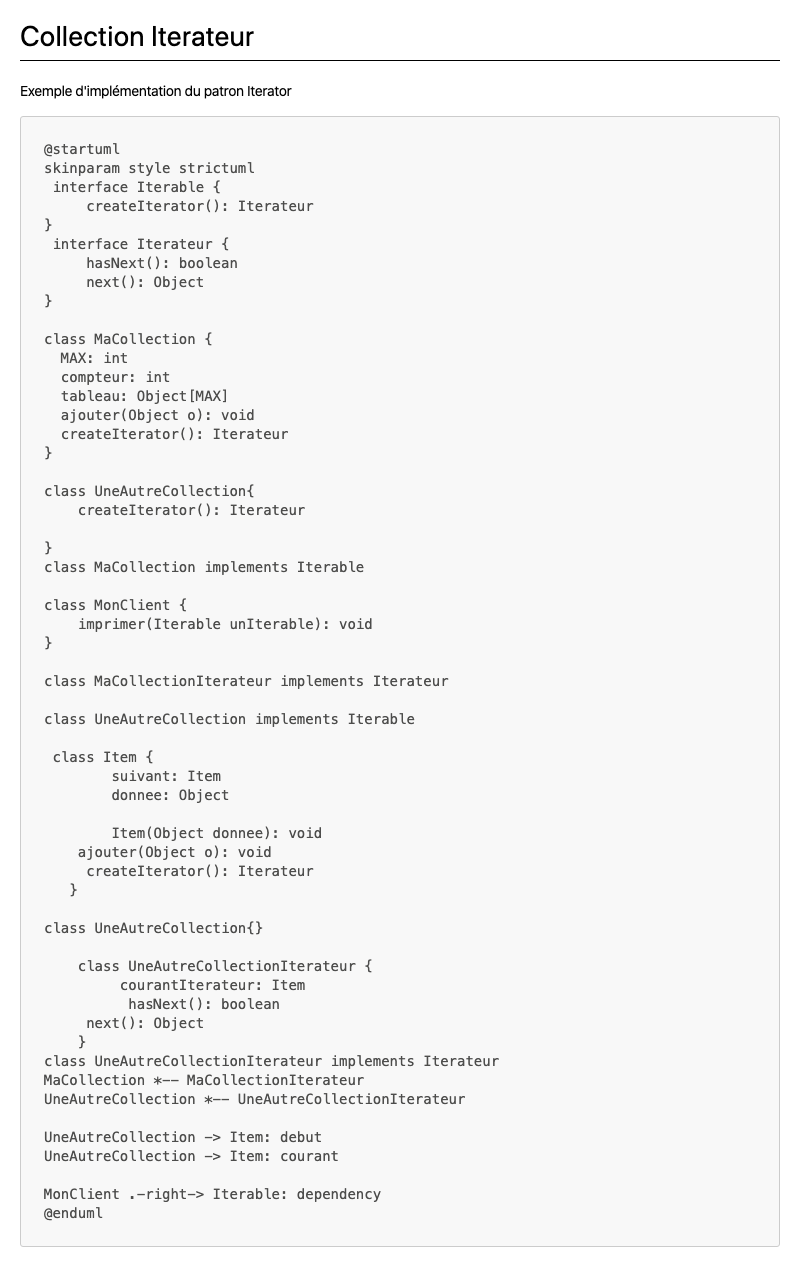 Collection Iterateur
Exemple d'implémentation du patron Iterator
@startuml
skinparam style strictuml
 interface Iterable {
     createIterator(): Iterateur
}
 interface Iterateur {
     hasNext(): boolean
     next(): Object
}

class MaCollection {
  MAX: int
  compteur: int
  tableau: Object[MAX]
  ajouter(Object o): void
  createIterator(): Iterateur
}

class UneAutreCollection{
    createIterator(): Iterateur

}
class MaCollection implements Iterable

class MonClient {
    imprimer(Iterable unIterable): void
}

class MaCollectionIterateur implements Iterateur

class UneAutreCollection implements Iterable

 class Item {
        suivant: Item
        donnee: Object

        Item(Object donnee): void
    ajouter(Object o): void
     createIterator(): Iterateur
   }

class UneAutreCollection{}

    class UneAutreCollectionIterateur {
         courantIterateur: Item
          hasNext(): boolean
     next(): Object
    }
class UneAutreCollectionIterateur implements Iterateur
MaCollection *-- MaCollectionIterateur
UneAutreCollection *-- UneAutreCollectionIterateur

UneAutreCollection -> Item: debut
UneAutreCollection -> Item: courant

MonClient .-right-> Iterable: dependency
@enduml